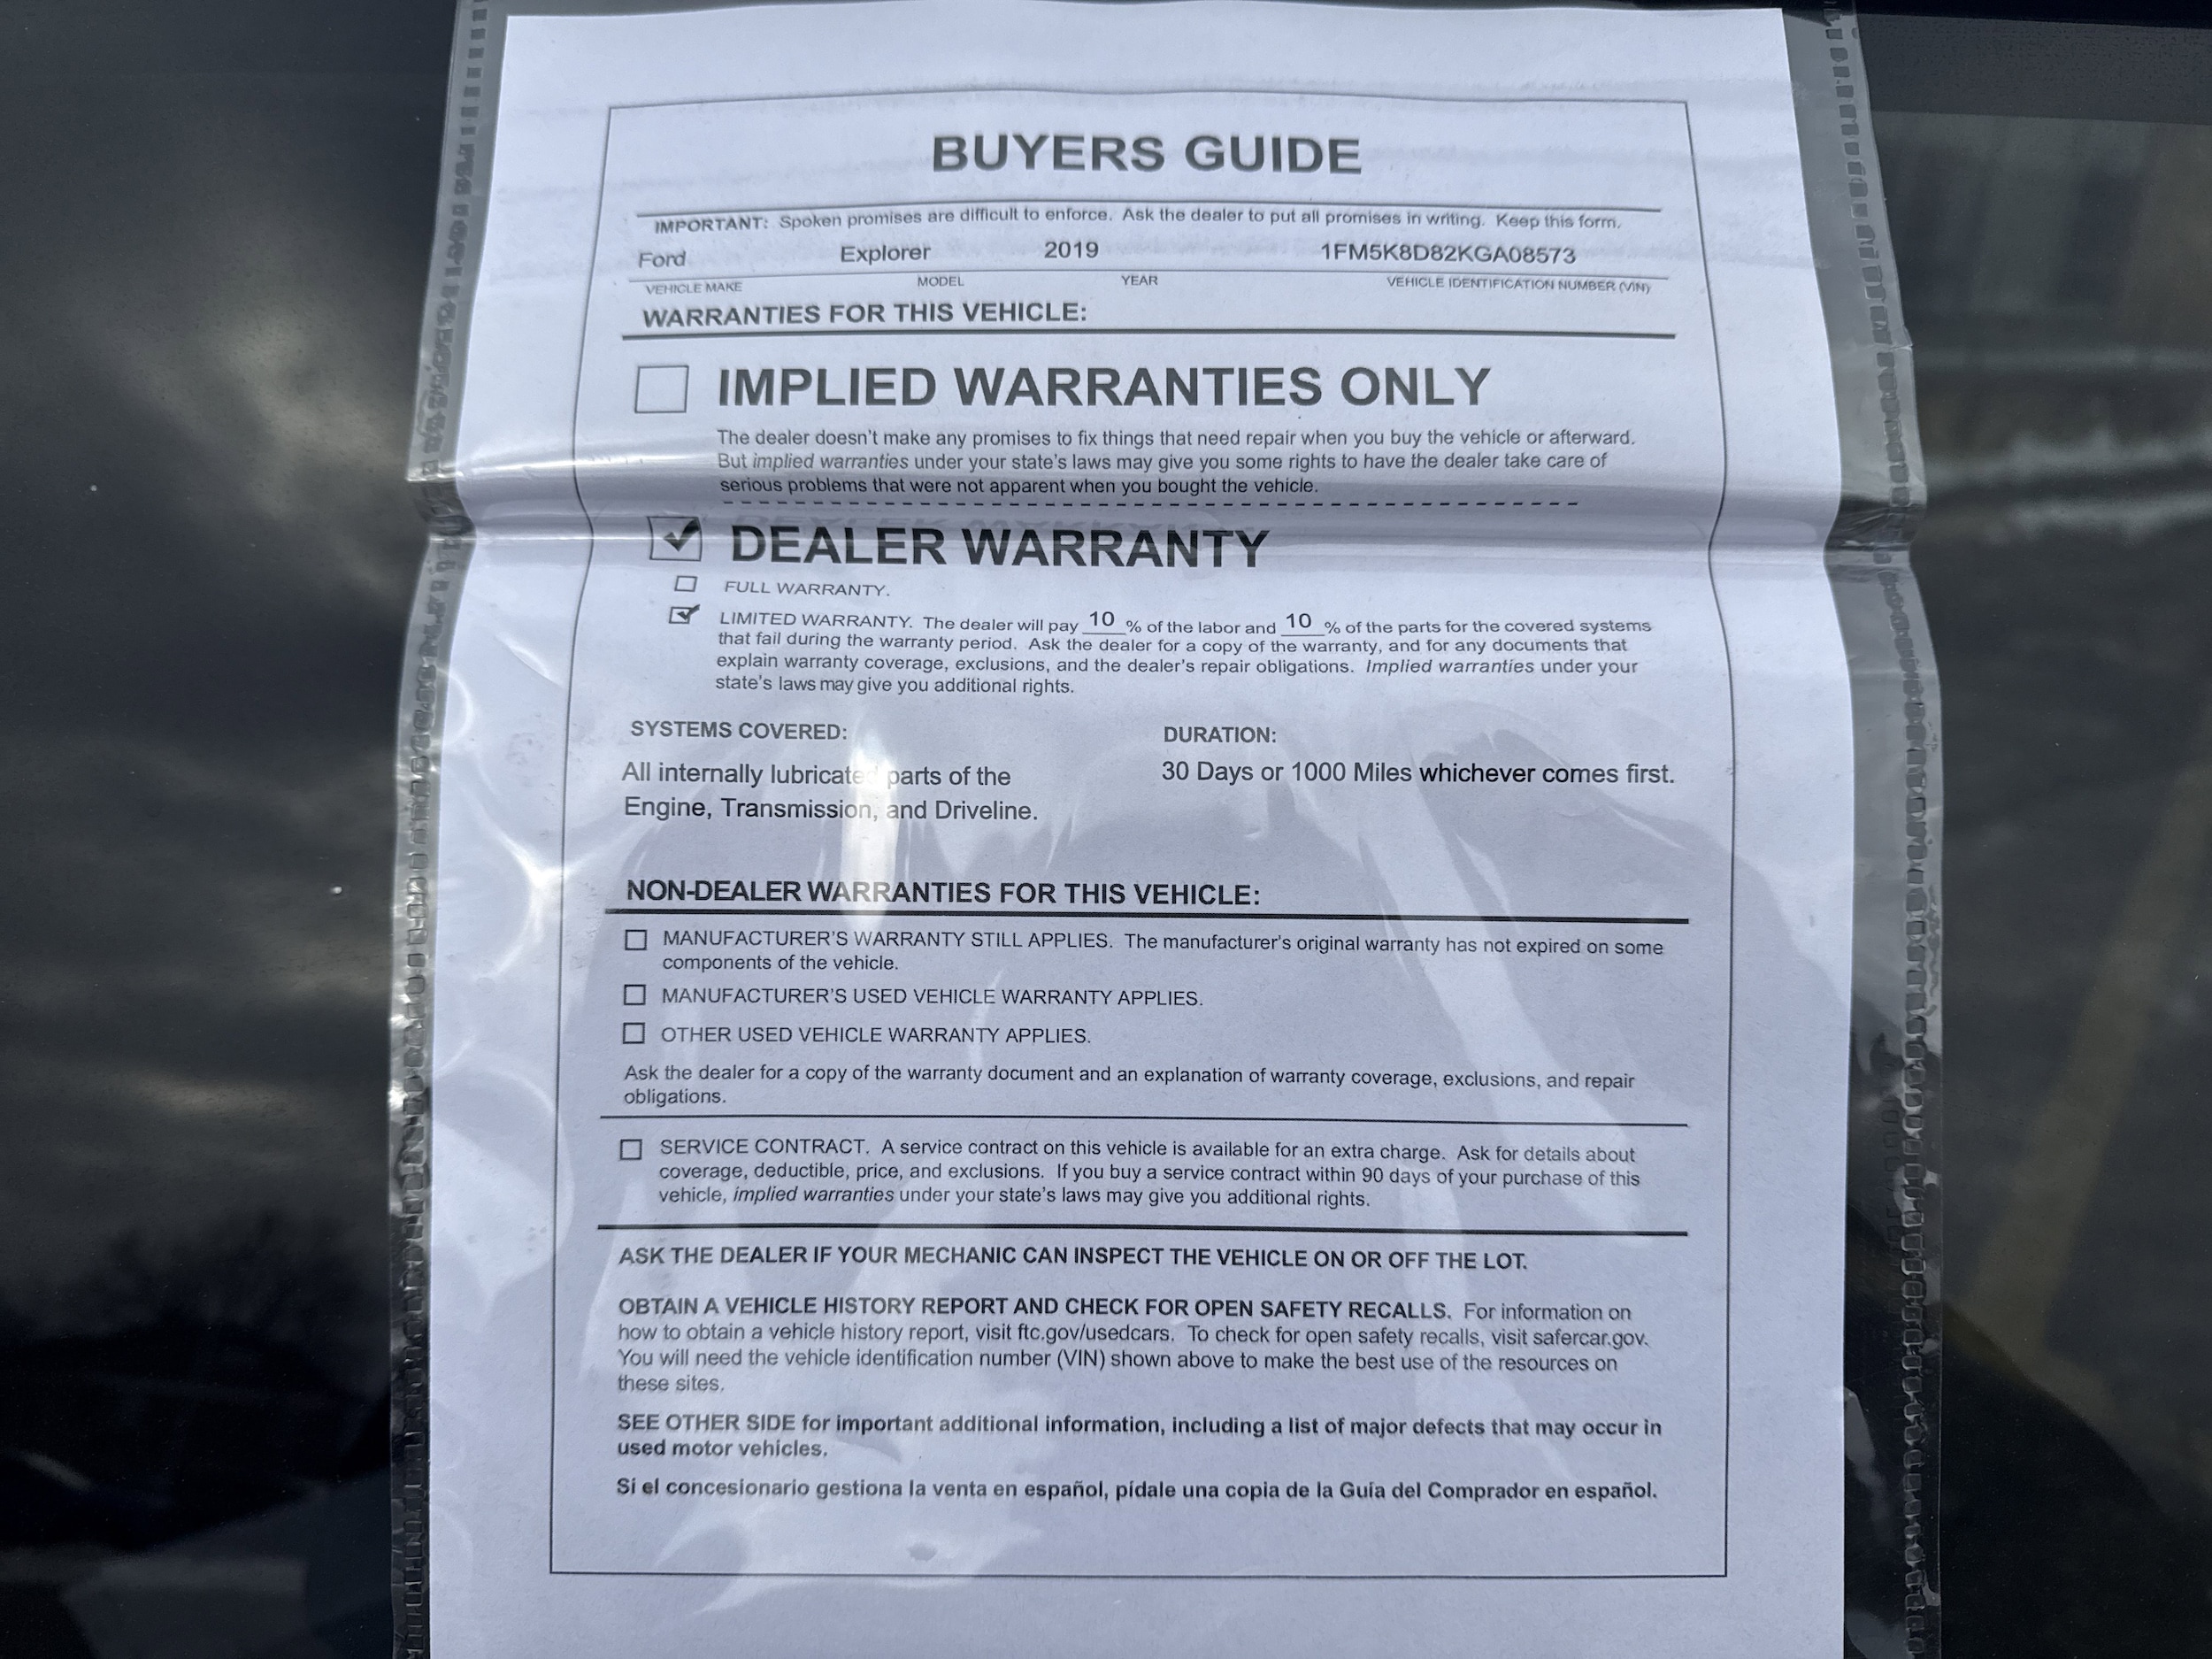 BUYERS GUIDE
IMPORTANT: Spoken promises are difficult to enforce. Ask the dealer to put all promises in writing. Keep this form.
Ford Explorer 2019 1FM5K8D82KGA08573
VEHICLE MAKE MODEL YEAR VEHICLE IDENTIFICATION NUMBER (VIN)
WARRANTIES FOR THIS VEHICLE:
IMPLIED WARRANTIES ONLY
The dealer doesn't make any promises to fix things that need repair when you buy the vehicle or afterward.
But implied warranties under your state's laws may give you some rights to have the dealer take care of
serious problems that were not apparent when you bought the vehicle.
DEALER WARRANTY
FULL WARRANTY.
LIMITED WARRANTY. The dealer will pay 10 % of the labor and 10 % of the parts for the covered systems
that fail during the warranty period. Ask the dealer for a copy of the warranty, and for any documents that
explain warranty coverage, exclusions, and the dealer's repair obligations. Implied warranties under your
state's laws may give you additional rights.
SYSTEMS COVERED: DURATION:
All internally lubricated parts of the 30 Days or 1000 Miles whichever comes first.
Engine, Transmission, and Driveline.
NON-DEALER WARRANTIES FOR THIS VEHICLE:
MANUFACTURER'S WARRANTY STILL APPLIES. The manufacturer's original warranty has not expired on some
components of the vehicle.
MANUFACTURER'S USED VEHICLE WARRANTY APPLIES.
OTHER USED VEHICLE WARRANTY APPLIES.
Ask the dealer for a copy of the warranty document and an explanation of warranty coverage, exclusions, and repair
obligations.
SERVICE CONTRACT. A service contract on this vehicle is available for an extra charge. Ask for details about
coverage, deductible, price, and exclusions. If you buy a service contract within 90 days of your purchase of this
vehicle, implied warranties under your state's laws may give you additional rights.
ASK THE DEALER IF YOUR MECHANIC CAN INSPECT THE VEHICLE ON OR OFF THE LOT.
OBTAIN A VEHICLE HISTORY REPORT AND CHECK FOR OPEN SAFETY RECALLS. For information on
how to obtain a vehicle history report, visit ftc.gov/usedcars. To check for open safety recalls, visit safercar.gov.
You will need the vehicle identification number (VIN) shown above to make the best use of the resources on
these sites.
SEE OTHER SIDE for important additional information, including a list of major defects that may occur in
used motor vehicles.
Si el concesionario gestiona la venta en español, pídale una copia de la Guía del Comprador en español.